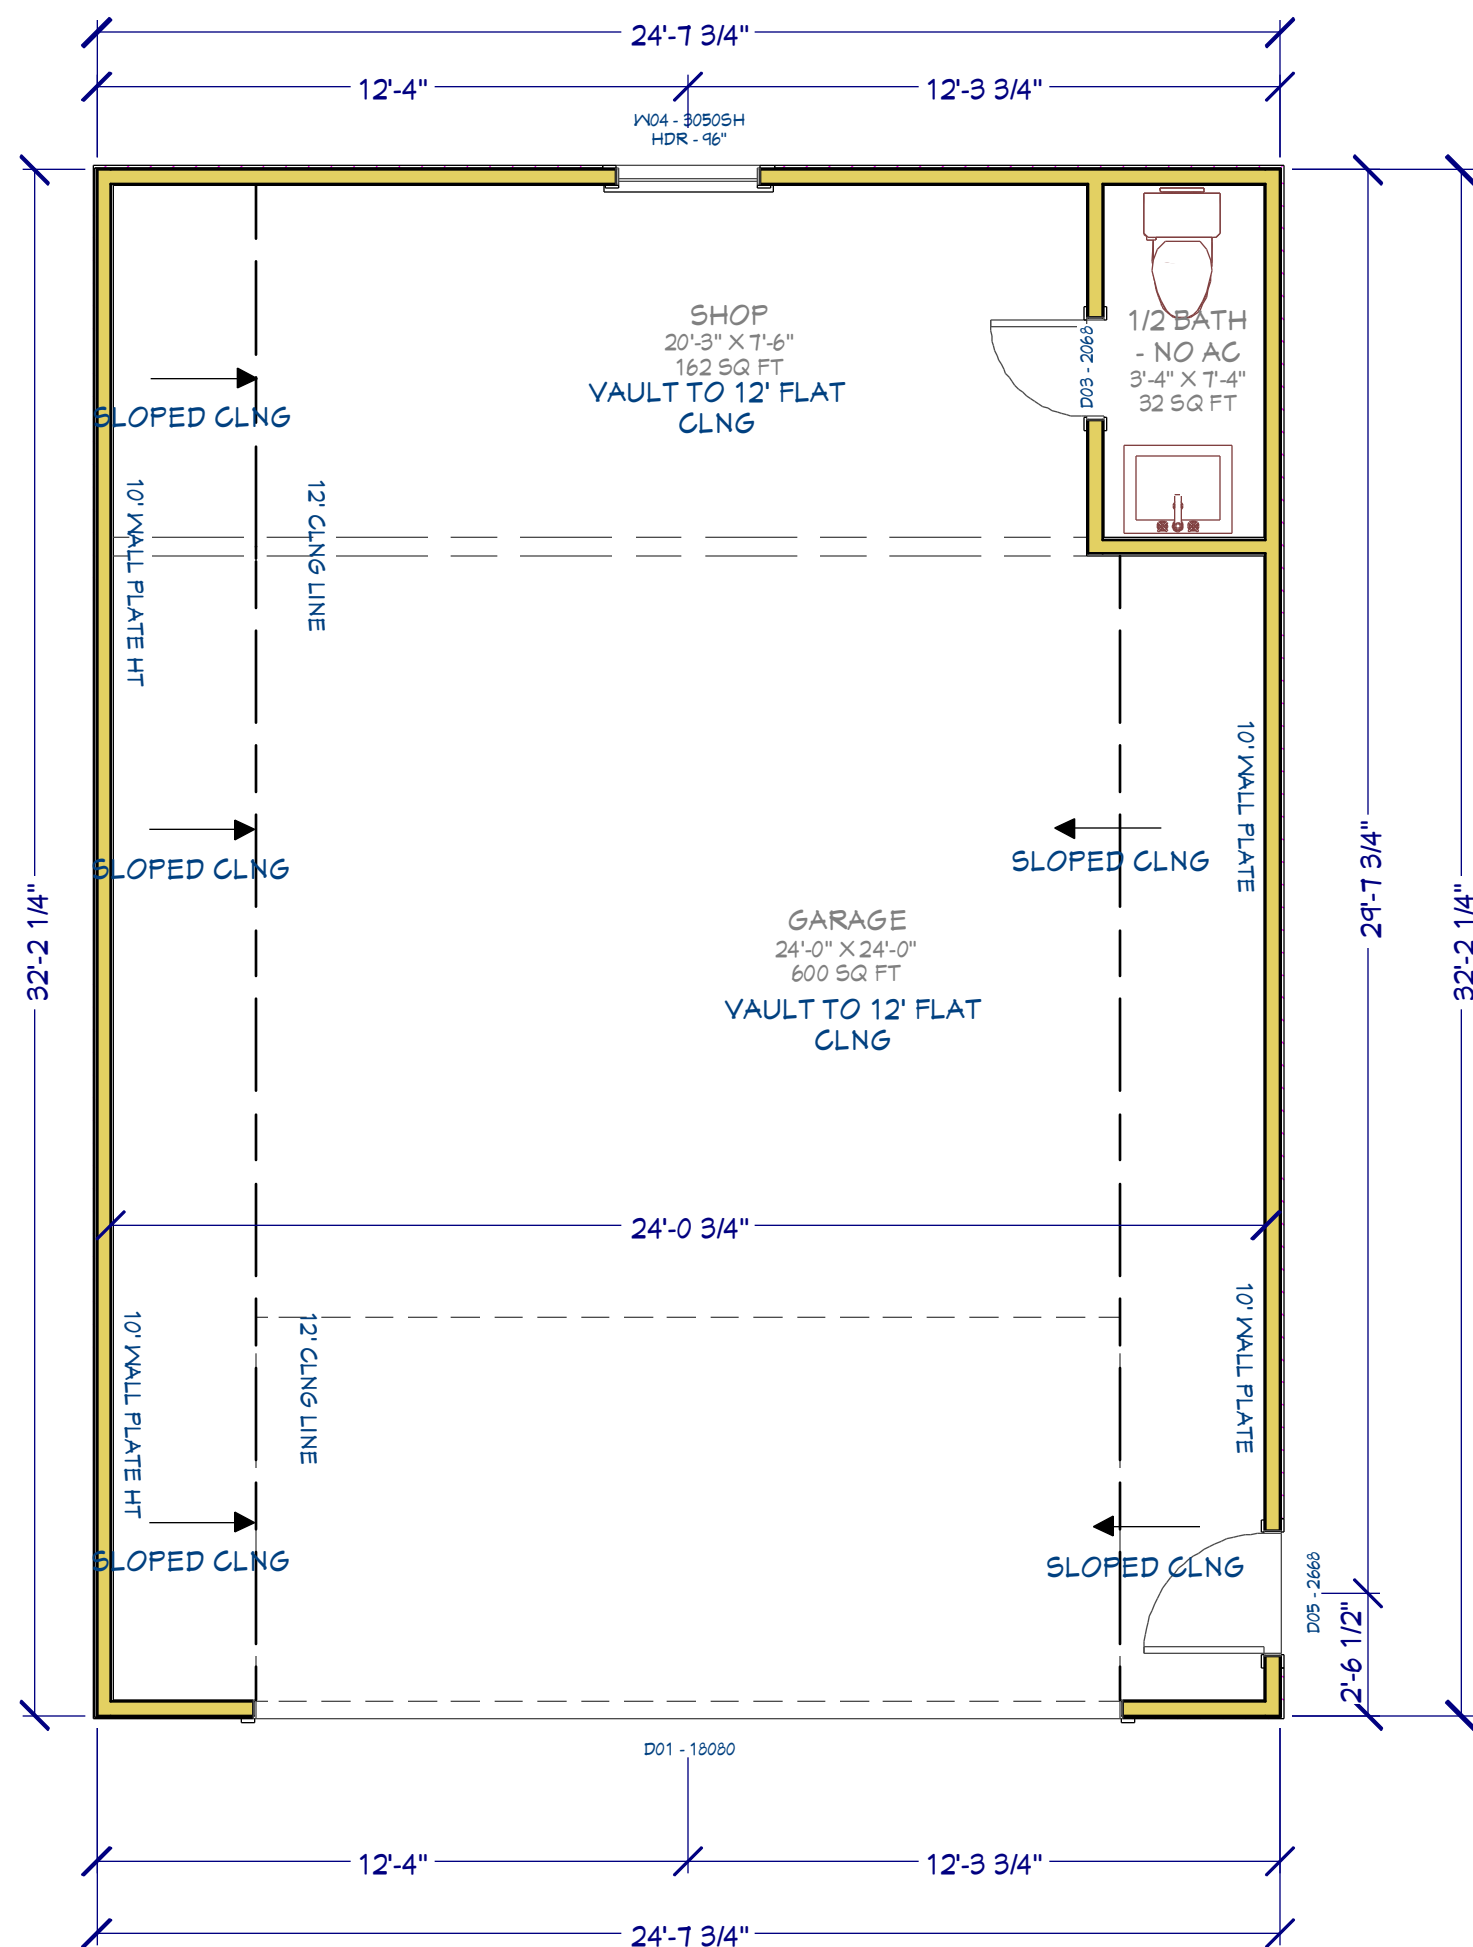 24'-7 3/4"
12'-4"
12'-3 3/4"
W04 - 3050SH
HDR - 96"
SHOP
20'-3" X 7'-6"
162 SQ FT
VAULT TO 12' FLAT
CLNG
D03 - 2068
1/2 BATH
- NO AC
3'-4" X 7'-4"
32 SQ FT
SLOPED CLNG
10' WALL PLATE HT
12' CLNG LINE
10' WALL PLATE
SLOPED CLNG
SLOPED CLNG
32'-2 1/4"
29'-7 3/4"
32'-2 1/4"
GARAGE
24'-0" X 24'-0"
600 SQ FT
VAULT TO 12' FLAT
CLNG
24'-0 3/4"
10' WALL PLATE HT
12' CLNG LINE
10' WALL PLATE
SLOPED CLNG
SLOPED CLNG
D05 - 2668
2'-6 1/2"
D01 - 18080
12'-4"
12'-3 3/4"
24'-7 3/4"